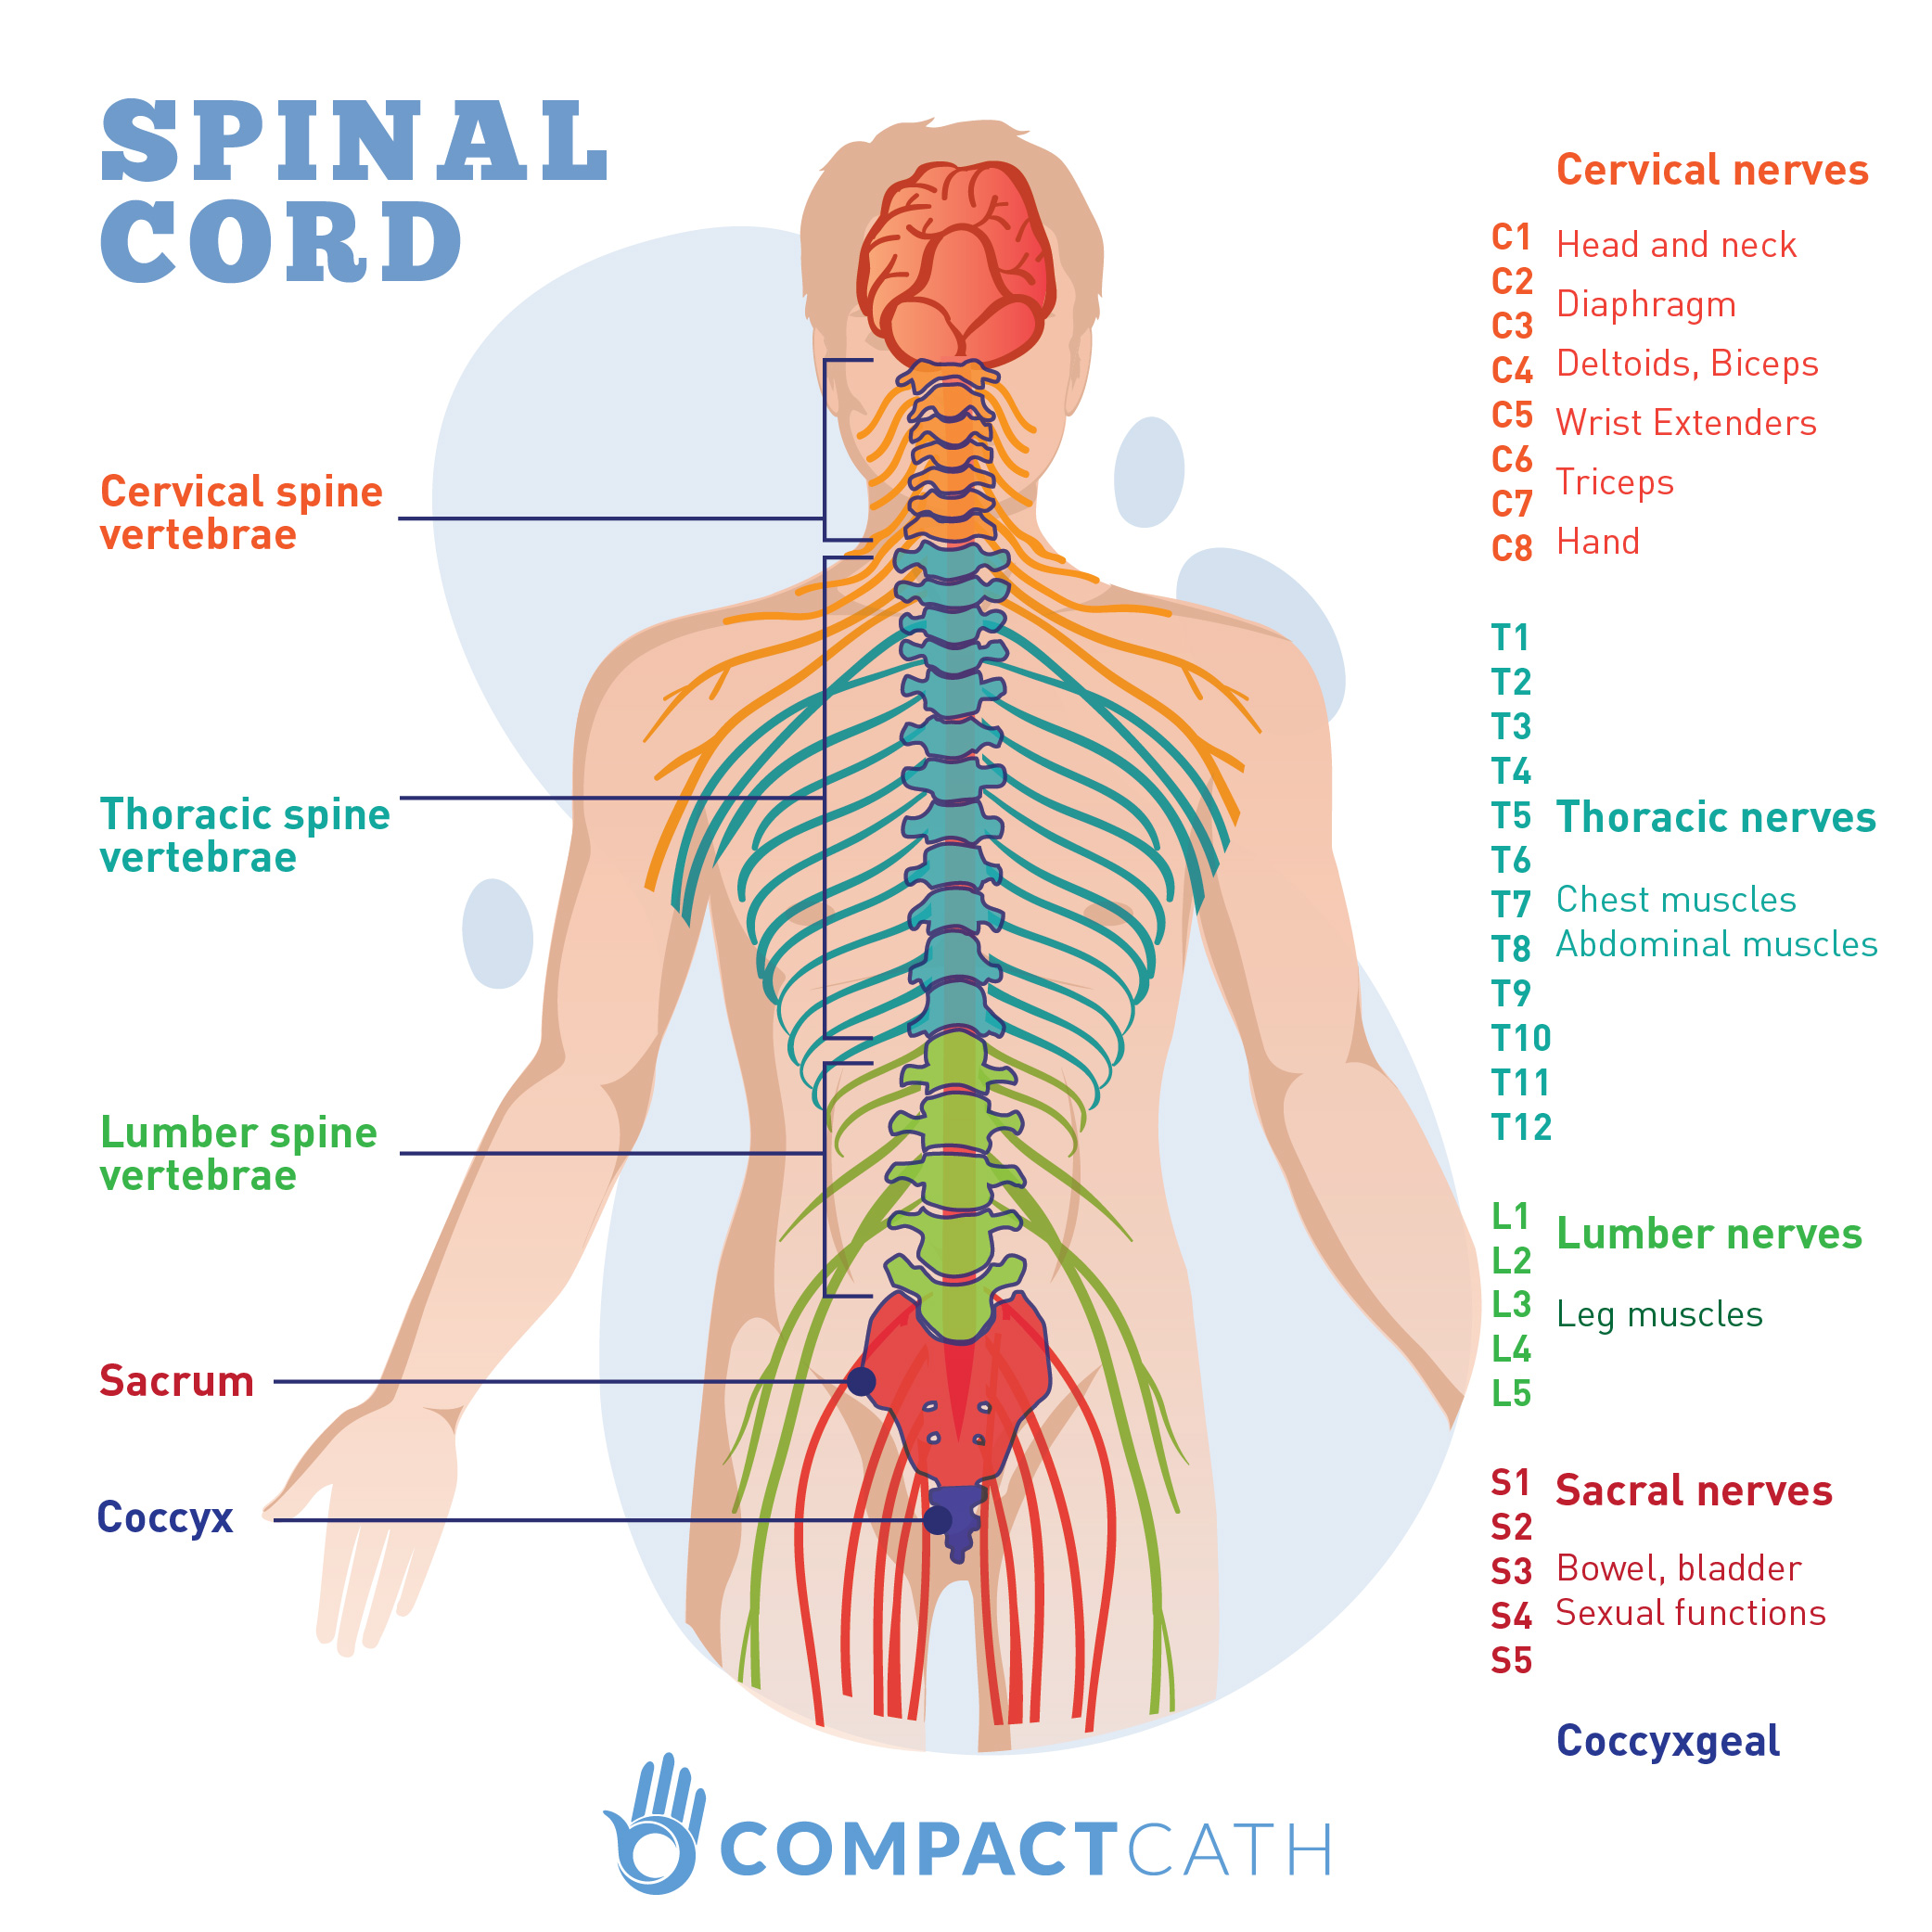 SPINAL
CORD
Cervical spine
vertebrae
Thoracic spine
vertebrae
Lumber spine
vertebrae
Sacrum
Coccyx
Cervical nerves
C1
C2
C3
C4
C5
C6
C7
C8
Head and neck
Diaphragm
Deltoids, Biceps
Wrist Extenders
Triceps
Hand
T1
T2
T3
T4
T5
T6
T7
T8
T9
T10
T11
T12
Thoracic nerves
Chest muscles
Abdominal muscles
L1
L2
L3
L4
L5
Lumber nerves
Leg muscles
S1
S2
S3
S4
S5
Sacral nerves
Bowel, bladder
Sexual functions
Coccyxgeal
COMPACTCATH